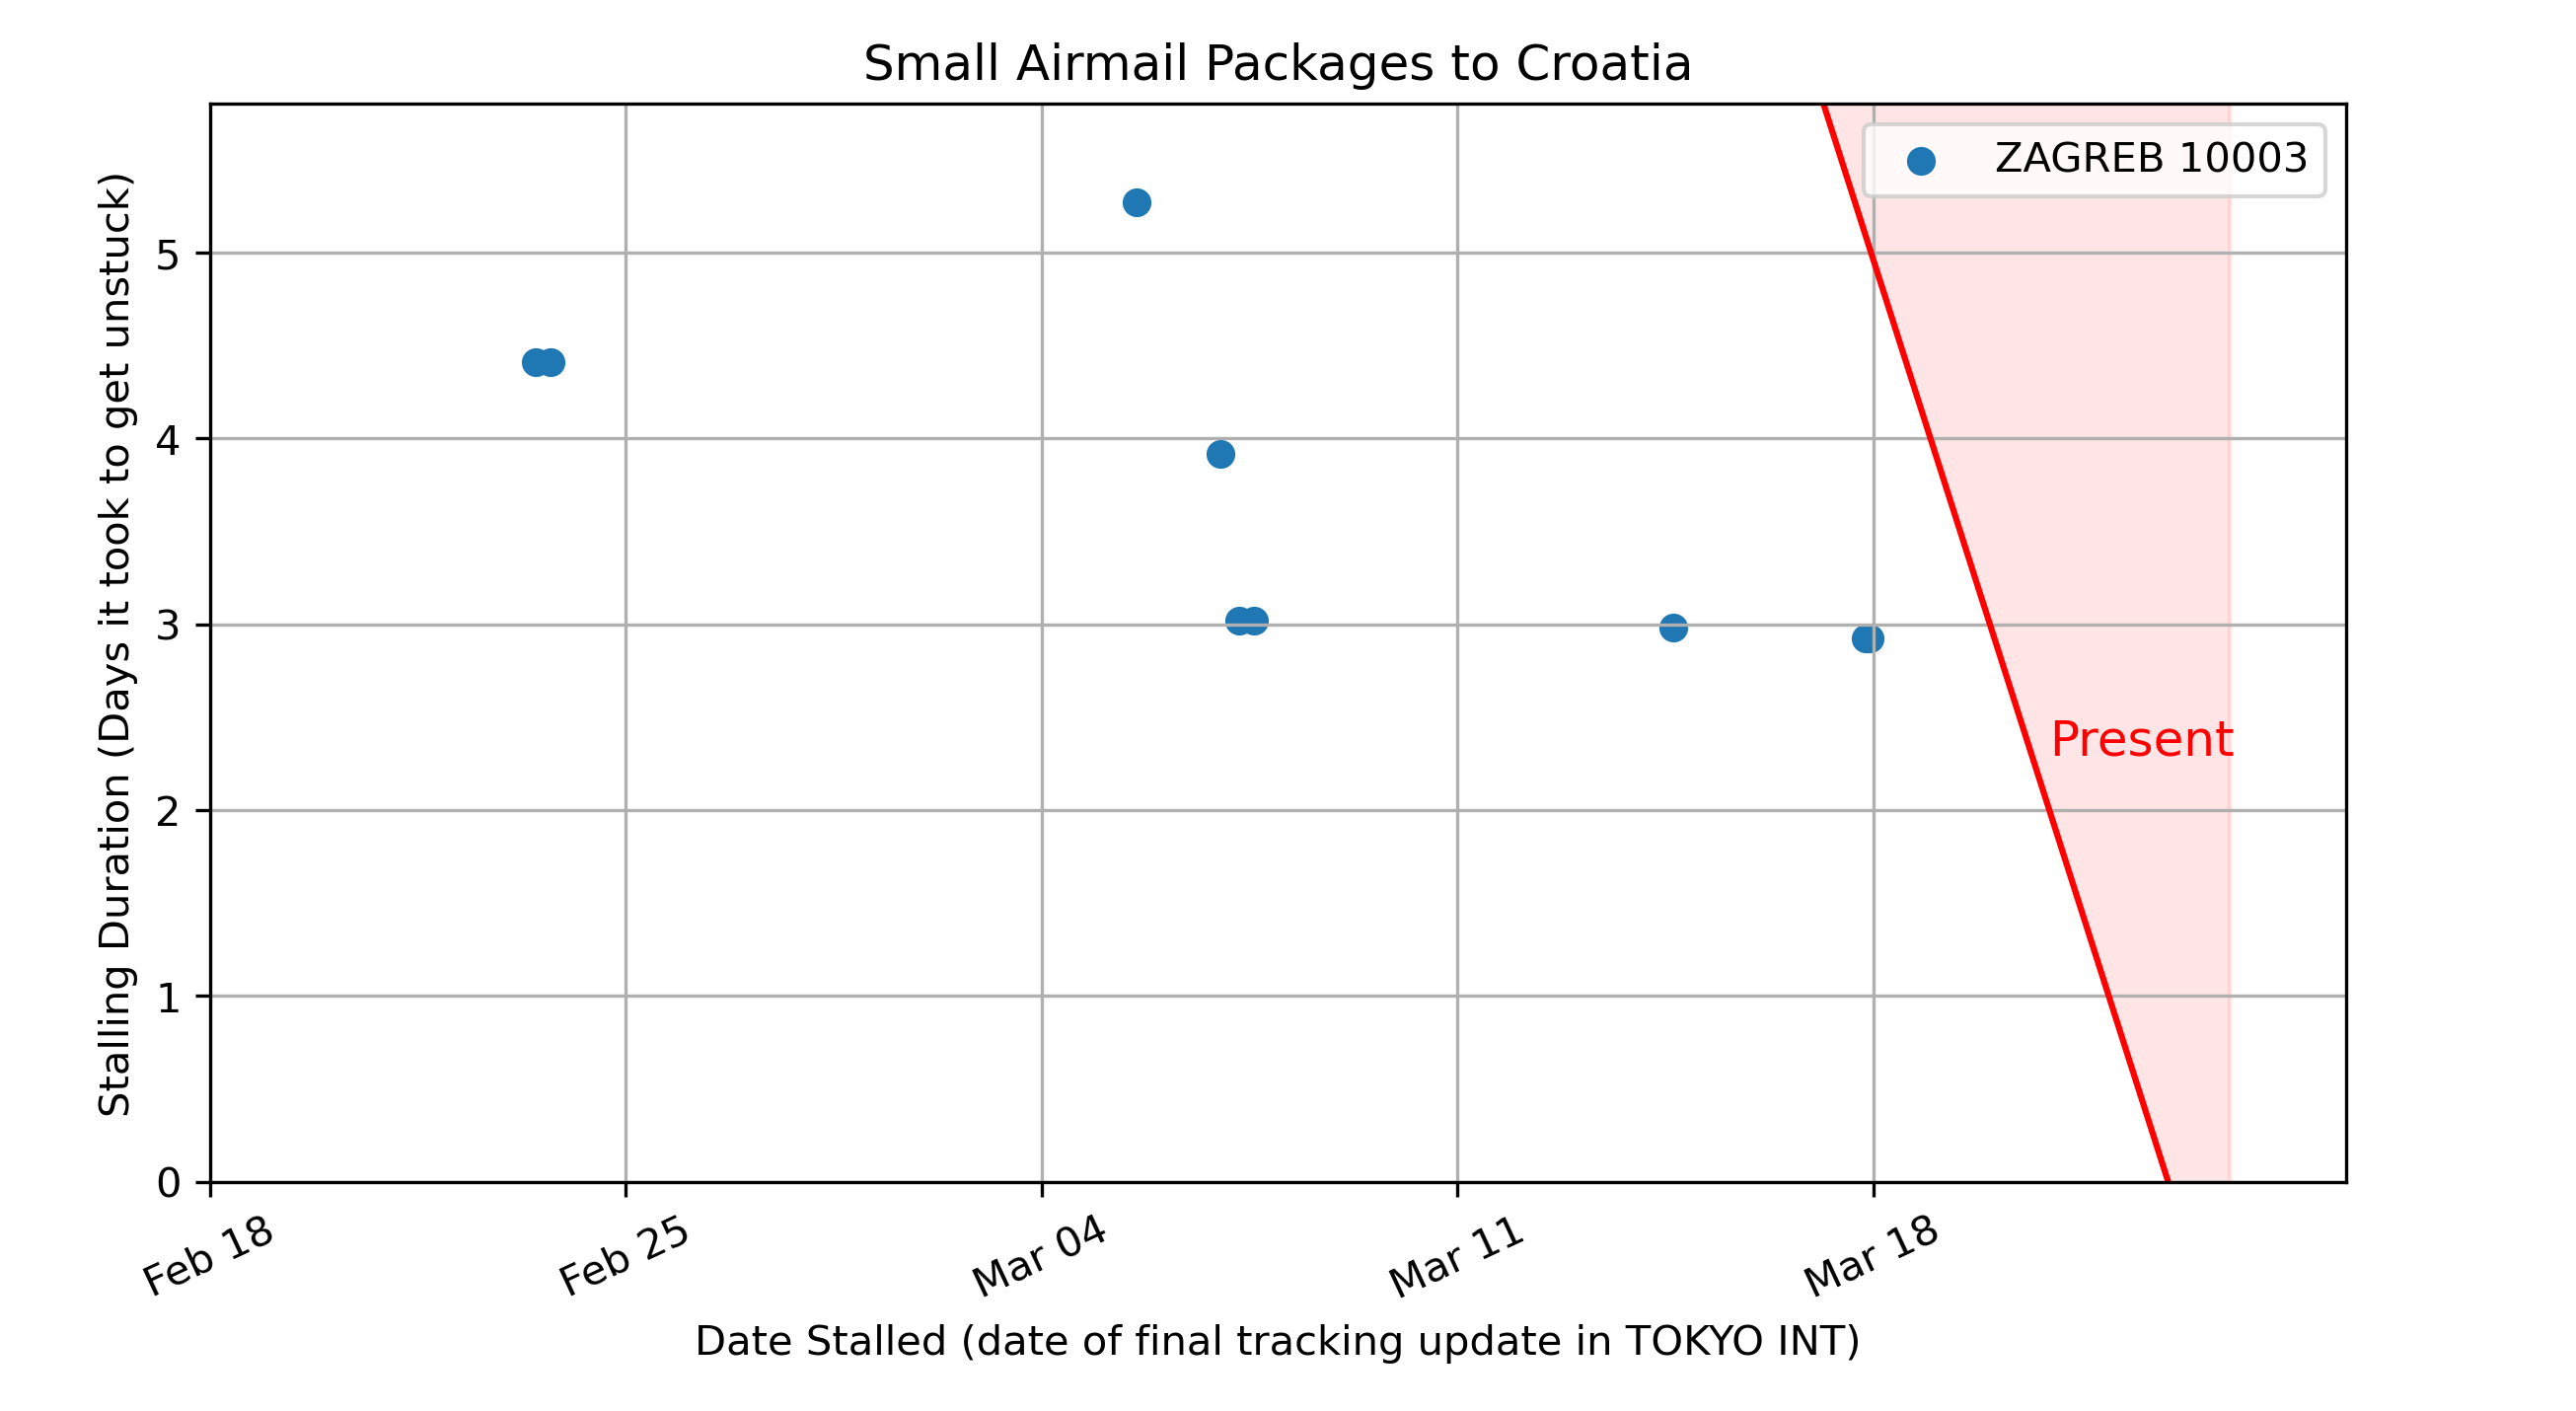 Small Airmail Packages to Croatia
ZAGREB 10003
Stalling Duration (Days it took to get unstuck)
5
4
3
2
1
0
Present
Feb 18
Feb 25
Mar 04
Mar 11
Mar 18
Date Stalled (date of final tracking update in TOKYO INT)